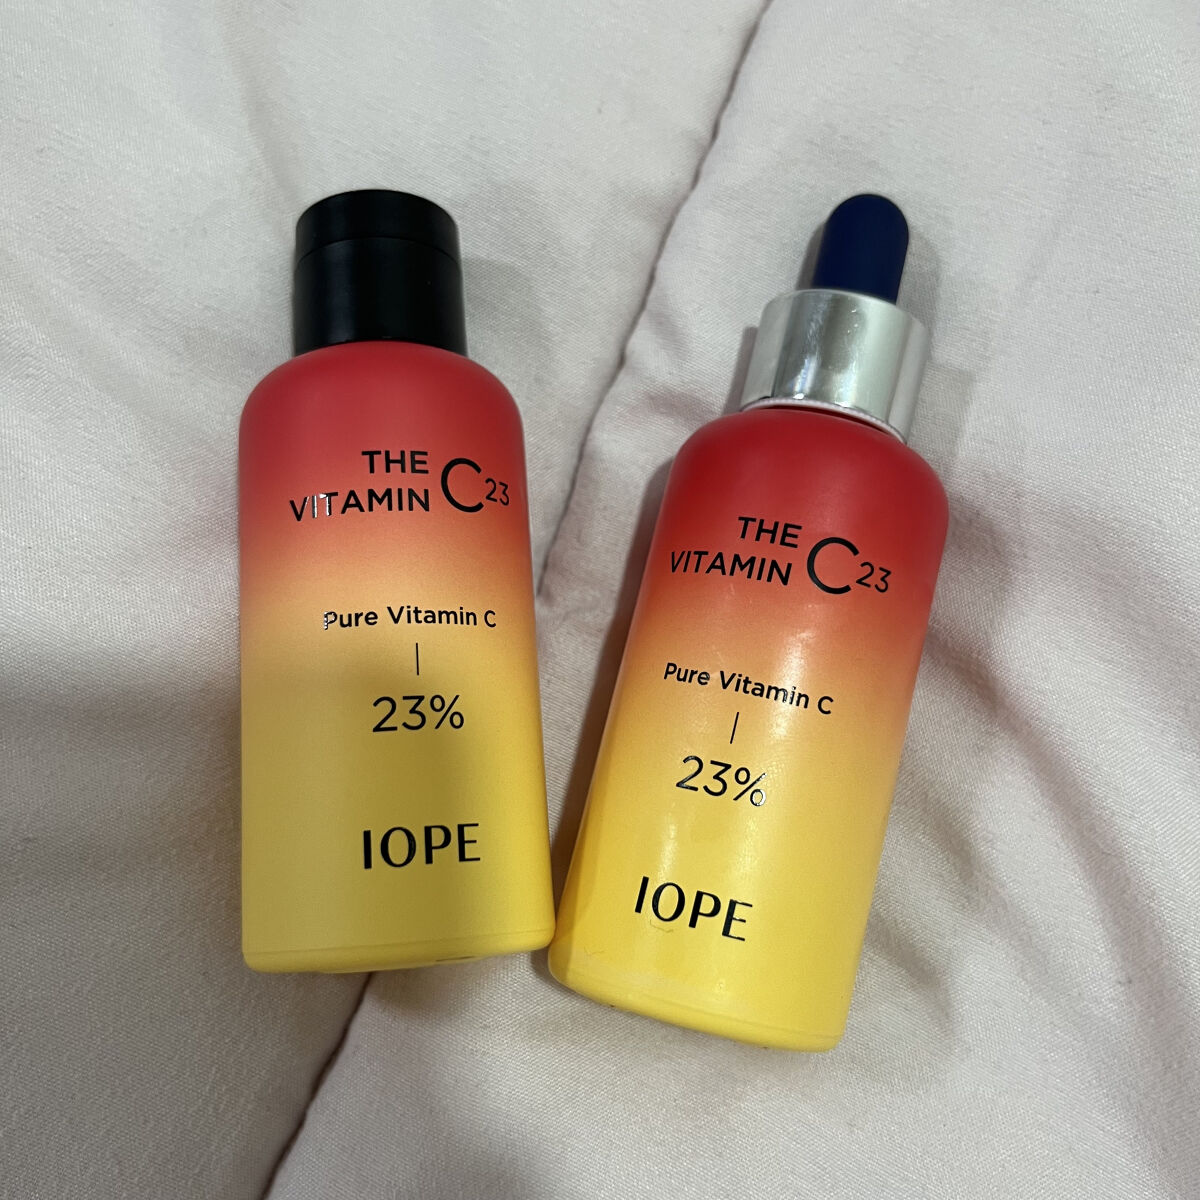 THE
VITAMIN C23
Pure Vitamin C
23%
IOPE
THE
VITAMIN C23
Pure Vitamin C
23%
IOPE